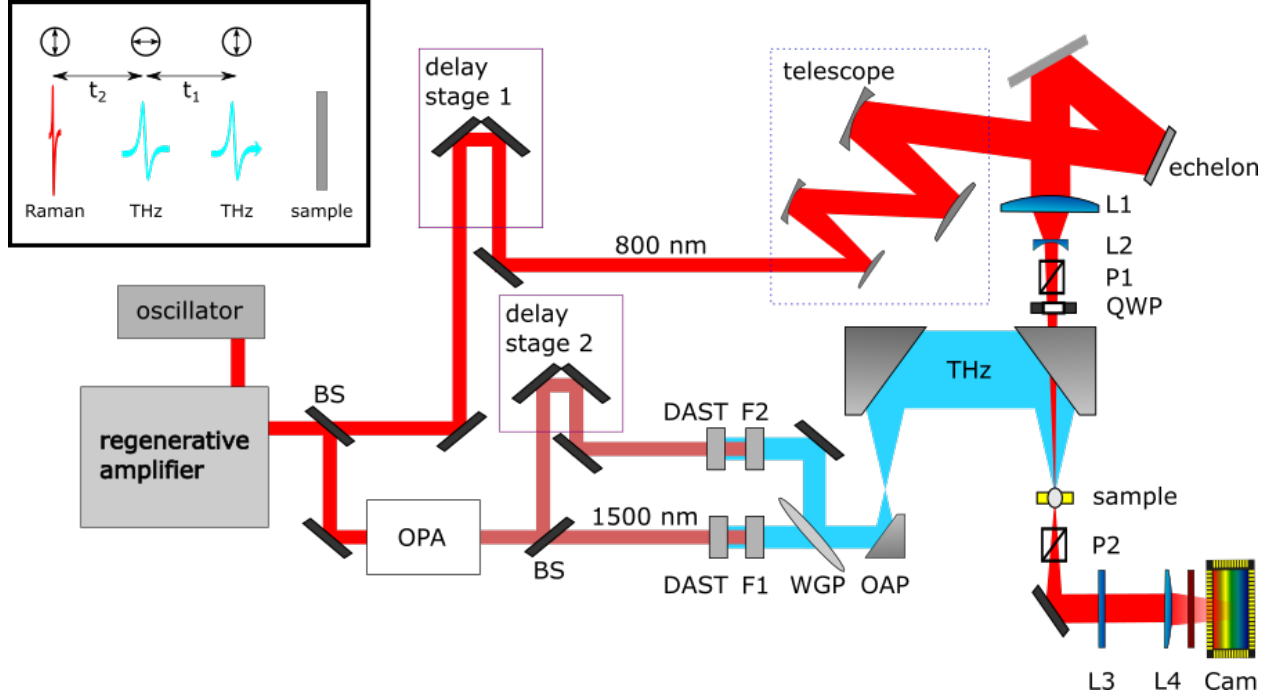 t₂
t₁
Raman
THz
THz
sample
delay
stage 1
telescope
echelon
L1
L2
P1
QWP
800 nm
oscillator
delay
stage 2
THz
BS
regenerative
amplifier
DAST
F2
sample
1500 nm
OPA
P2
BS
DAST
F1
WGP
OAP
L3
L4
Cam